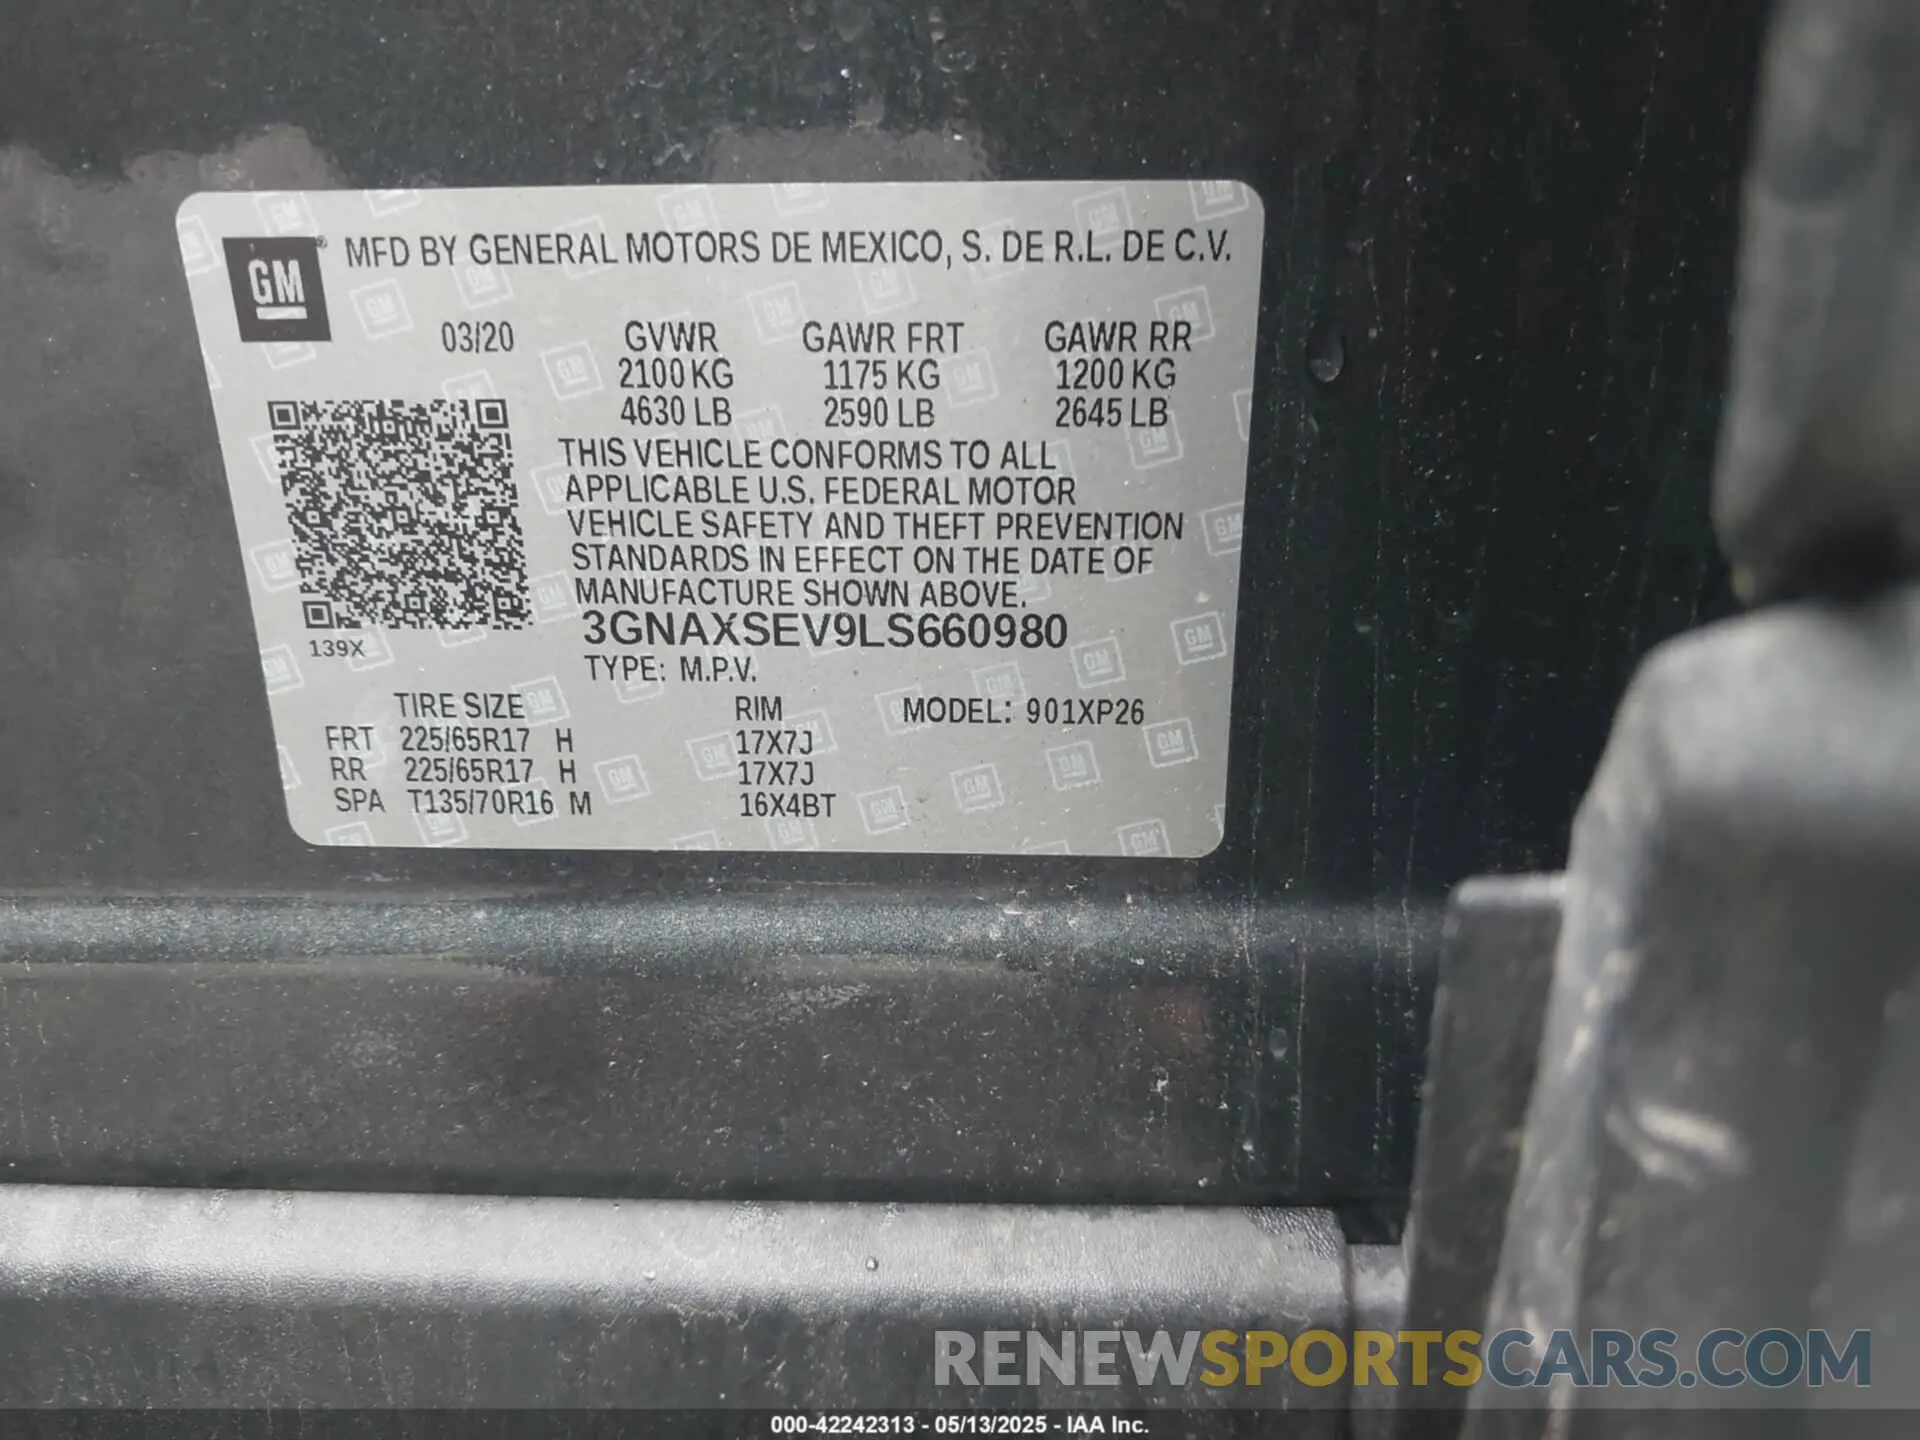 GM® MFD BY GENERAL MOTORS DE MEXICO, S. DE R.L. DE C.V.
03/20 GVWR GAWR FRT GAWR RR
2100 KG 1175 KG 1200 KG
4630 LB 2590 LB 2645 LB
THIS VEHICLE CONFORMS TO ALL
APPLICABLE U.S. FEDERAL MOTOR
VEHICLE SAFETY AND THEFT PREVENTION
STANDARDS IN EFFECT ON THE DATE OF
MANUFACTURE SHOWN ABOVE.
3GNAXSEV9LS660980
139X
TYPE: M.P.V.
TIRE SIZE RIM MODEL: 901XP26
FRT 225/65R17 H 17X7J
RR 225/65R17 H 17X7J
SPA T135/70R16 M 16X4BT
RENEWSPORTSCARS.COM
000-42242313 - 05/13/2025 - IAA Inc.